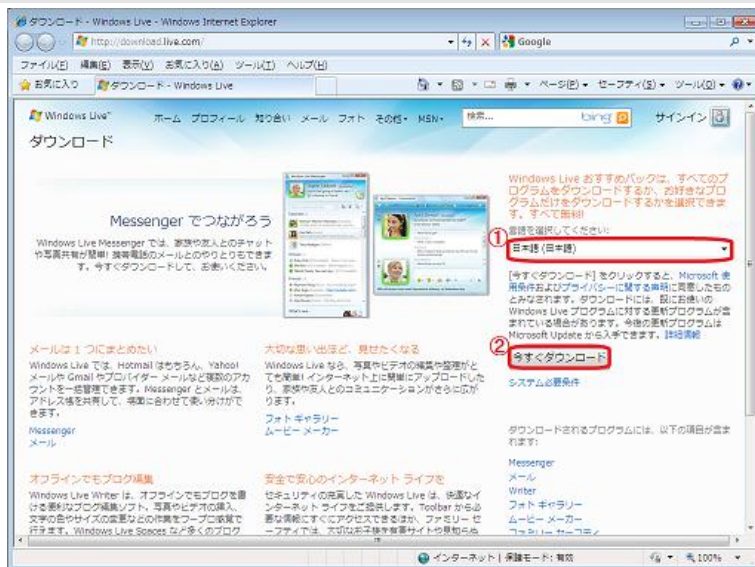 ダウンロード - Windows Live - Windows Internet Explorer
http://download.live.com/
Google
ファイル(F) 編集(E) 表示(V) お気に入り(A) ツール(T) ヘルプ(H)
お気に入り ダウンロード - Windows Live
ページ(P) セーフティ(S) ツール(O)
Windows Live™ ホーム プロフィール 知り合い メール フォト その他 MSN 検索... bing サインイン
ダウンロード
Messenger でつながろう
Windows Live Messenger では、家族や友人とのチャット
や写真共有が簡単! 携帯電話のメールとのやりとりもできま
す。今すぐダウンロードして、お使いください。
Windows Live おすすめパックは、すべてのプ
ログラムをダウンロードするか、お好きなプロ
グラムだけをダウンロードするかを選択できま
す。すべて無料!
言語を選択してください:
①
日本語 (日本語)
[今すぐダウンロード] をクリックすると、Microsoft 使
用条件およびプライバシーに関する声明に同意したもの
とみなされます。ダウンロードには、既にお使いの
Windows Live プログラムに対する更新プログラムが含
まれている場合があります。今後の更新プログラムは
Microsoft Update から入手できます。詳細情報
②
今すぐダウンロード
システム必要条件
ダウンロードされるプログラムには、以下の項目が含ま
れます:
Messenger
メール
Writer
フォト ギャラリー
ムービー メーカー
ファミリー セーフティ
メールは 1 つにまとめたい
Windows Live では、Hotmail はもちろん、Yahoo!
メールや Gmail やプロバイダー メールなど複数のアカ
ウントを一括管理できます。Messenger とメールは、
アドレス帳を共有して、場面に合わせて使い分けがで
きます。
Messenger
メール
大切な思い出ほど、見せたくなる
Windows Live なら、写真やビデオの編集や整理がと
ても簡単! インターネット上に簡単にアップロードした
り、家族や友人とのコミュニケーションがさらに広が
ります。
フォト ギャラリー
ムービー メーカー
オフラインでもブログ編集
Windows Live Writer は、オフラインでもブログを書
ける便利なブログ編集ソフト。写真やビデオの挿入、
文字の色やサイズの変更などの作業をワープロ感覚で
行えます。Windows Live Spaces など多くのブログ
安全で安心のインターネット ライフを
セキュリティの充実した Windows Live は、快適なイ
ンターネット ライフをご提供します。Toolbar から必
要な情報にすぐにアクセスできるほか、ファミリー セ
ーフティでは、大切なお子様を有害サイトや見知らぬ
インターネット | 保護モード: 有効
100%